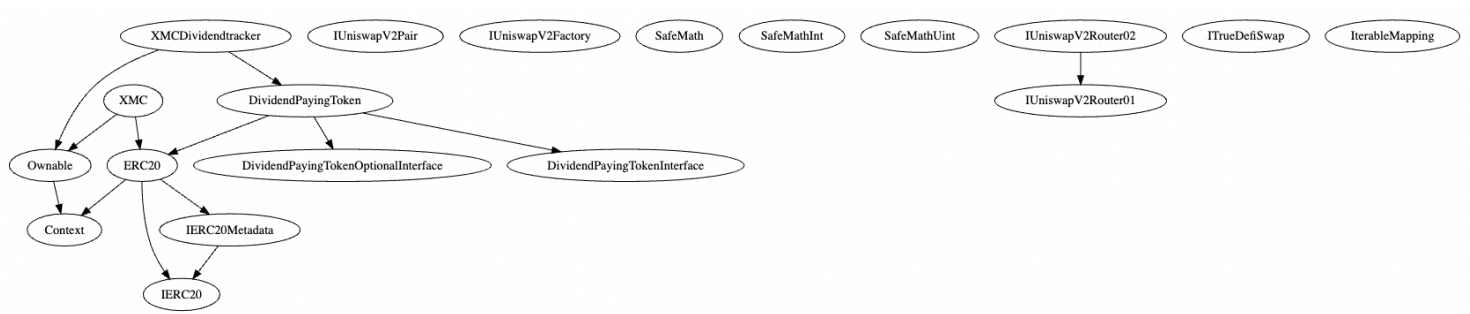 XMCDividendtracker
IUniswapV2Pair
IUniswapV2Factory
SafeMath
SafeMathInt
SafeMathUint
IUniswapV2Router02
ITrueDefiSwap
IterableMapping
XMC
DividendPayingToken
IUniswapV2Router01
Ownable
ERC20
DividendPayingTokenOptionalInterface
DividendPayingTokenInterface
Context
IERC20Metadata
IERC20